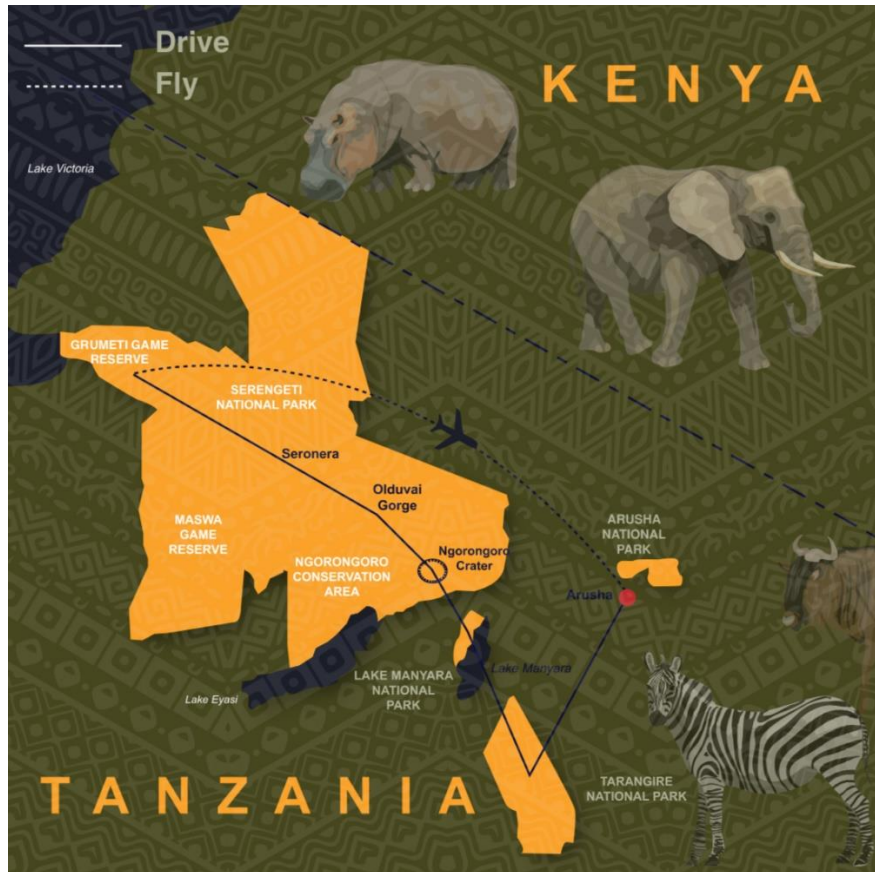 Drive
Fly
KENYA
Lake Victoria
GRUMETI GAME
RESERVE
SERENGETI
NATIONAL PARK
Seronera
Olduvai
Gorge
MASWA
GAME
RESERVE
NGORONGORO
CONSERVATION
AREA
Ngorongoro
Crater
ARUSHA
NATIONAL
PARK
Arusha
Lake Manyara
LAKE MANYARA
NATIONAL
PARK
Lake Eyasi
TANZANIA
TARANGIRE
NATIONAL PARK